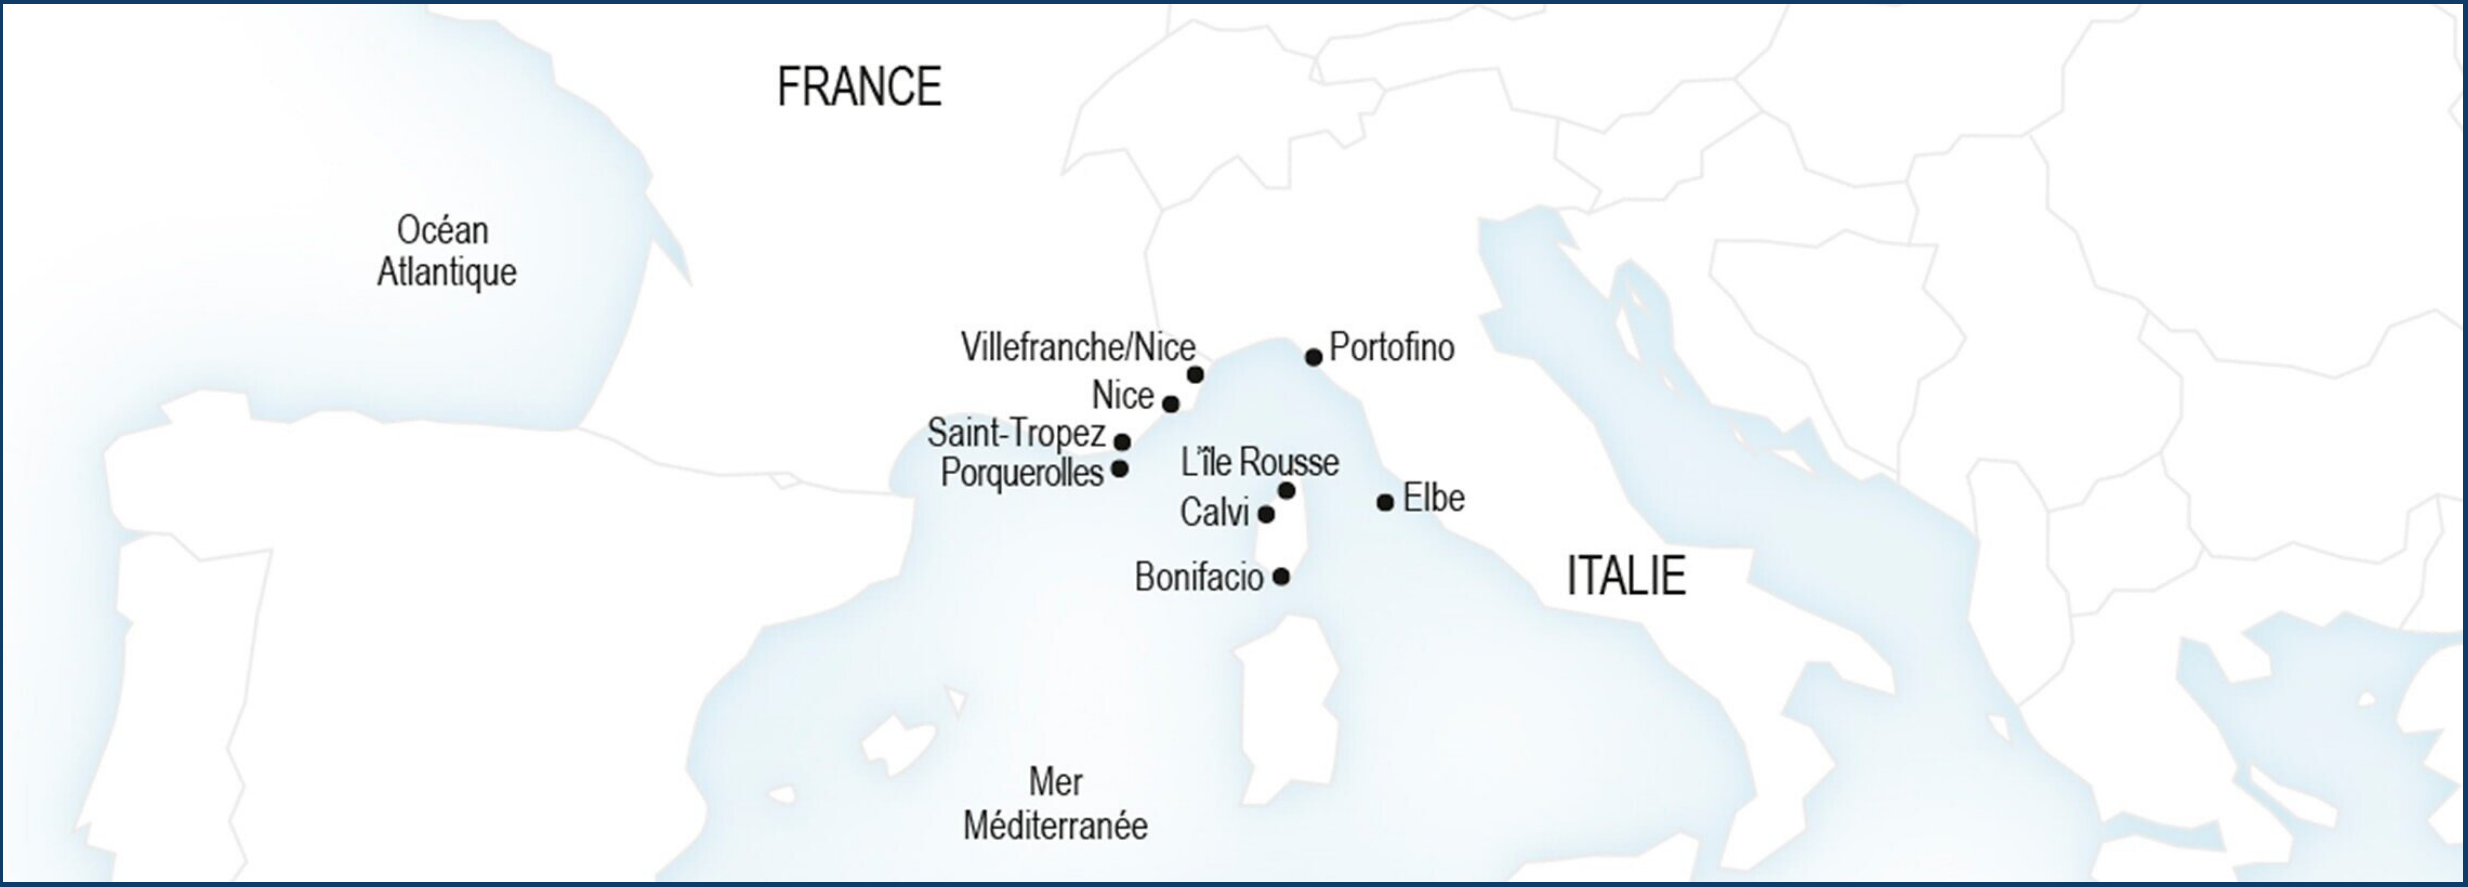 FRANCE
Océan
Atlantique
Villefranche/Nice
Portofino
Nice
Saint-Tropez
Porquerolles
L'île Rousse
Calvi
Elbe
Bonifacio
ITALIE
Mer
Méditerranée